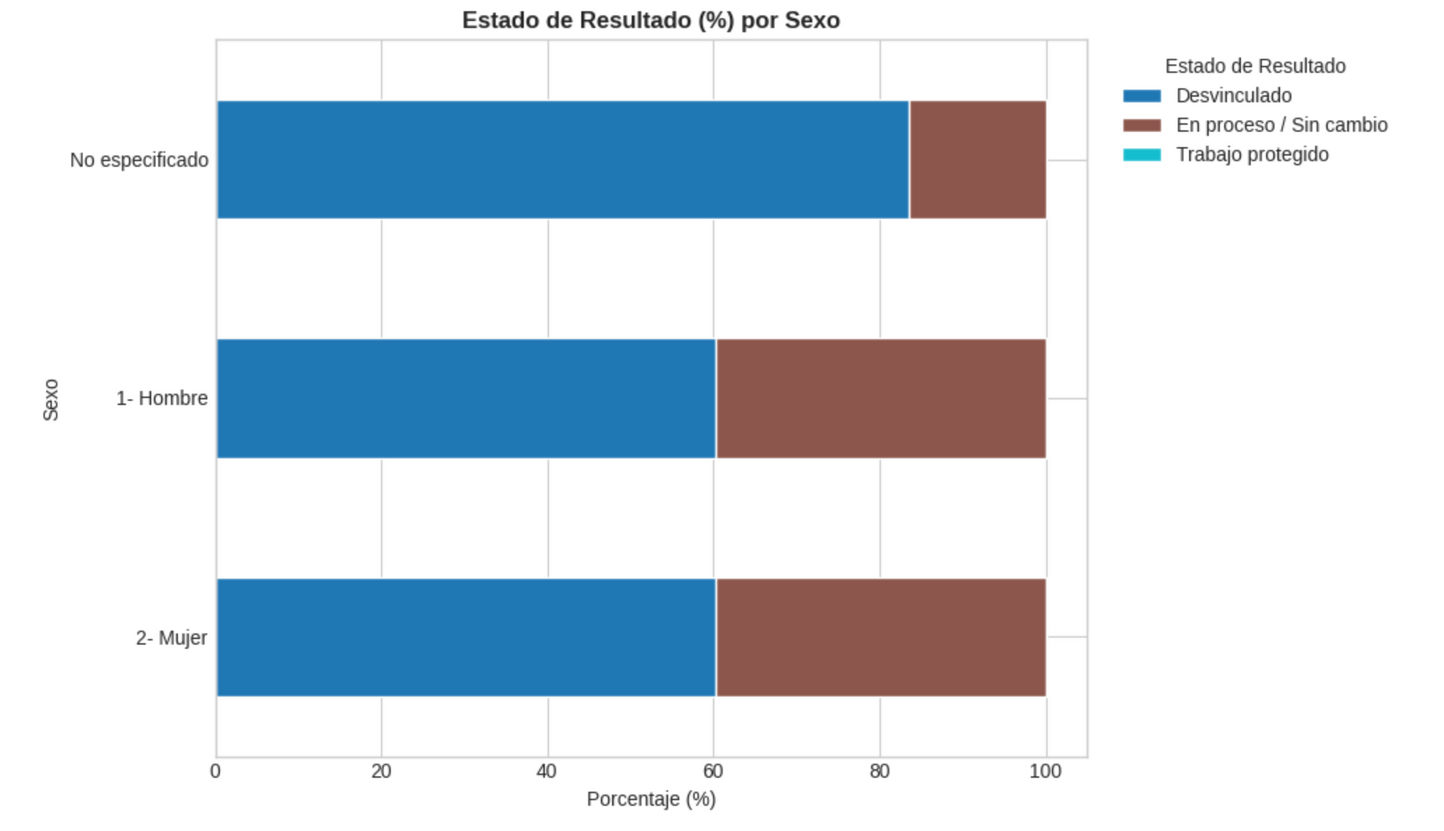 Estado de Resultado (%) por Sexo
Estado de Resultado
Desvinculado
En proceso / Sin cambio
Trabajo protegido
No especificado
1- Hombre
2- Mujer
Sexo
0 20 40 60 80 100
Porcentaje (%)